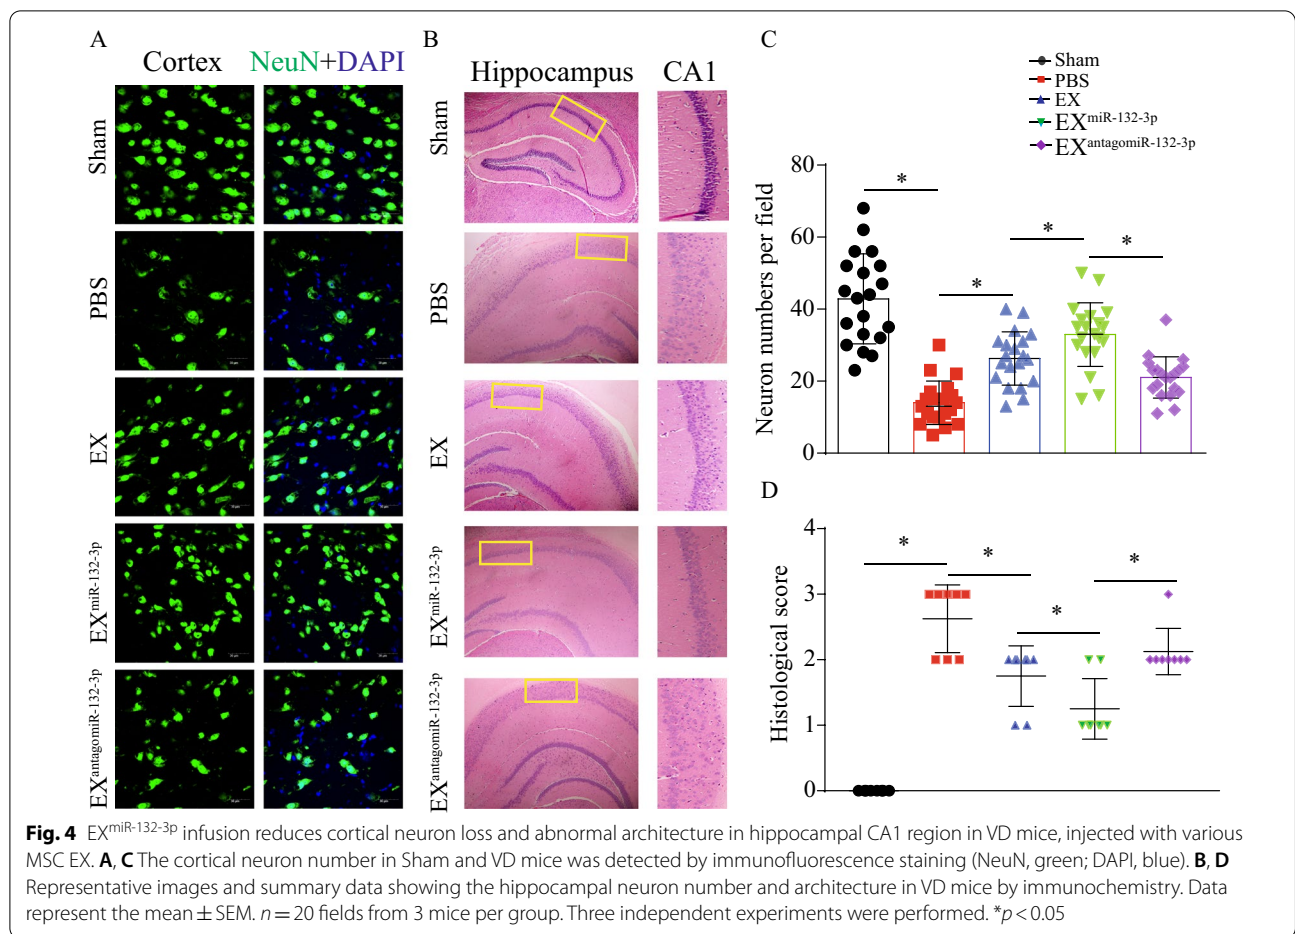 A
Cortex NeuN+DAPI
Sham
PBS
EX
EXmiR-132-3p
EXantagomiR-132-3p
B
Hippocampus CA1
Sham
PBS
EX
EXmiR-132-3p
EXantagomiR-132-3p
C
Sham
PBS
EX
EXmiR-132-3p
EXantagomiR-132-3p
Neuron numbers per field
80
60
40
20
0
* * * *
D
Histological score
4
3
2
1
0
* * * *
Fig. 4 EXmiR-132-3p infusion reduces cortical neuron loss and abnormal architecture in hippocampal CA1 region in VD mice, injected with various
MSC EX. A, C The cortical neuron number in Sham and VD mice was detected by immunofluorescence staining (NeuN, green; DAPI, blue). B, D
Representative images and summary data showing the hippocampal neuron number and architecture in VD mice by immunochemistry. Data
represent the mean ± SEM. n = 20 fields from 3 mice per group. Three independent experiments were performed. *p < 0.05